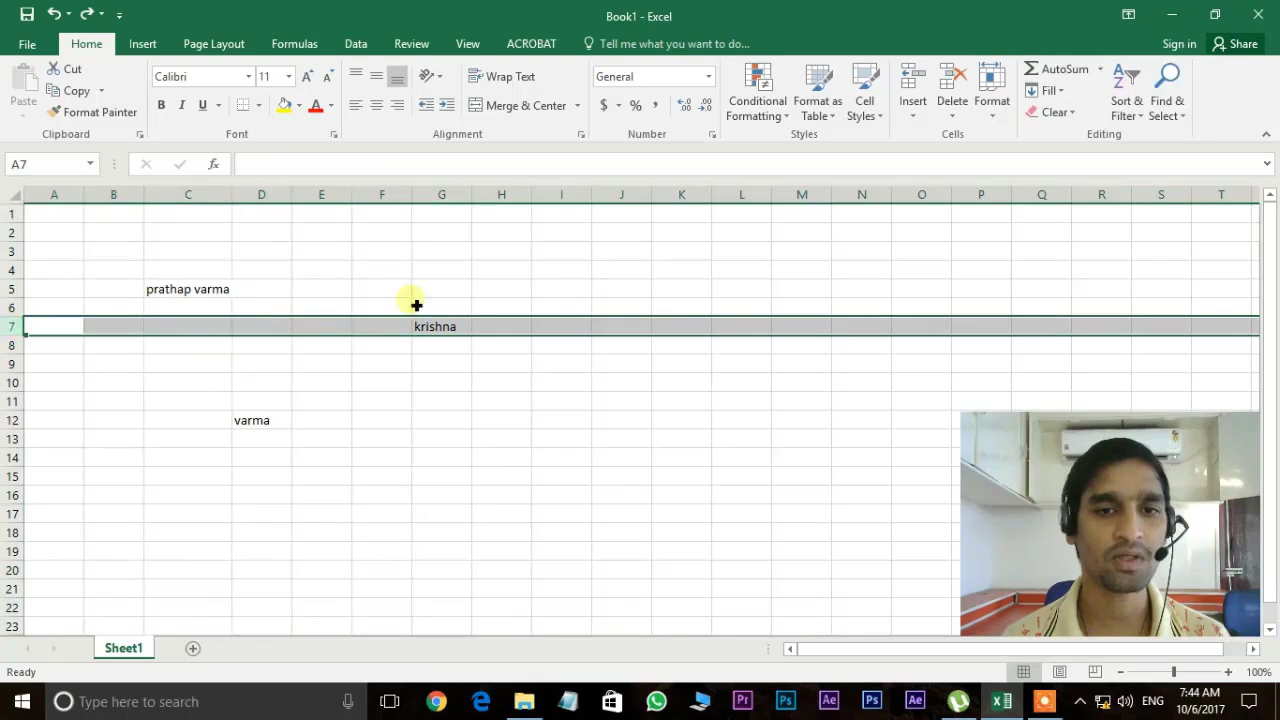 Book1 - Excel
File Home Insert Page Layout Formulas Data Review View ACROBAT Tell me what you want to do... Sign in Share
Paste
Cut
Copy
Format Painter
Clipboard
Calibri 11
B I U
Font
Wrap Text
Merge & Center
Alignment
General
$ % ,
Number
Conditional Formatting
Format as Table
Cell Styles
Styles
Insert Delete Format
Cells
AutoSum
Fill
Clear
Sort & Filter
Find & Select
Editing
A7 fx
A B C D E F G H I J K L M N O P Q R S T
1
2
3
4
5 prathap varma
6
7 krishna
8
9
10
11
12 varma
13
14
15
16
17
18
19
20
21
22
23
Sheet1
Ready 100%
Type here to search Pr Ps Ae Ps Ae ENG 7:44 AM
10/6/2017